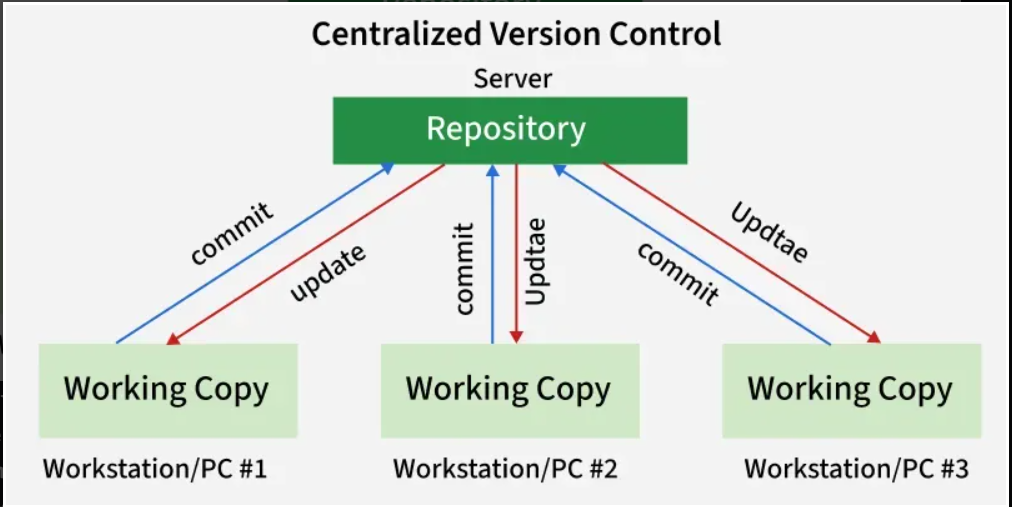 Centralized Version Control
Server
Repository
commit
update
commit
Updtae
commit
Updtae
Working Copy
Working Copy
Working Copy
Workstation/PC #1
Workstation/PC #2
Workstation/PC #3